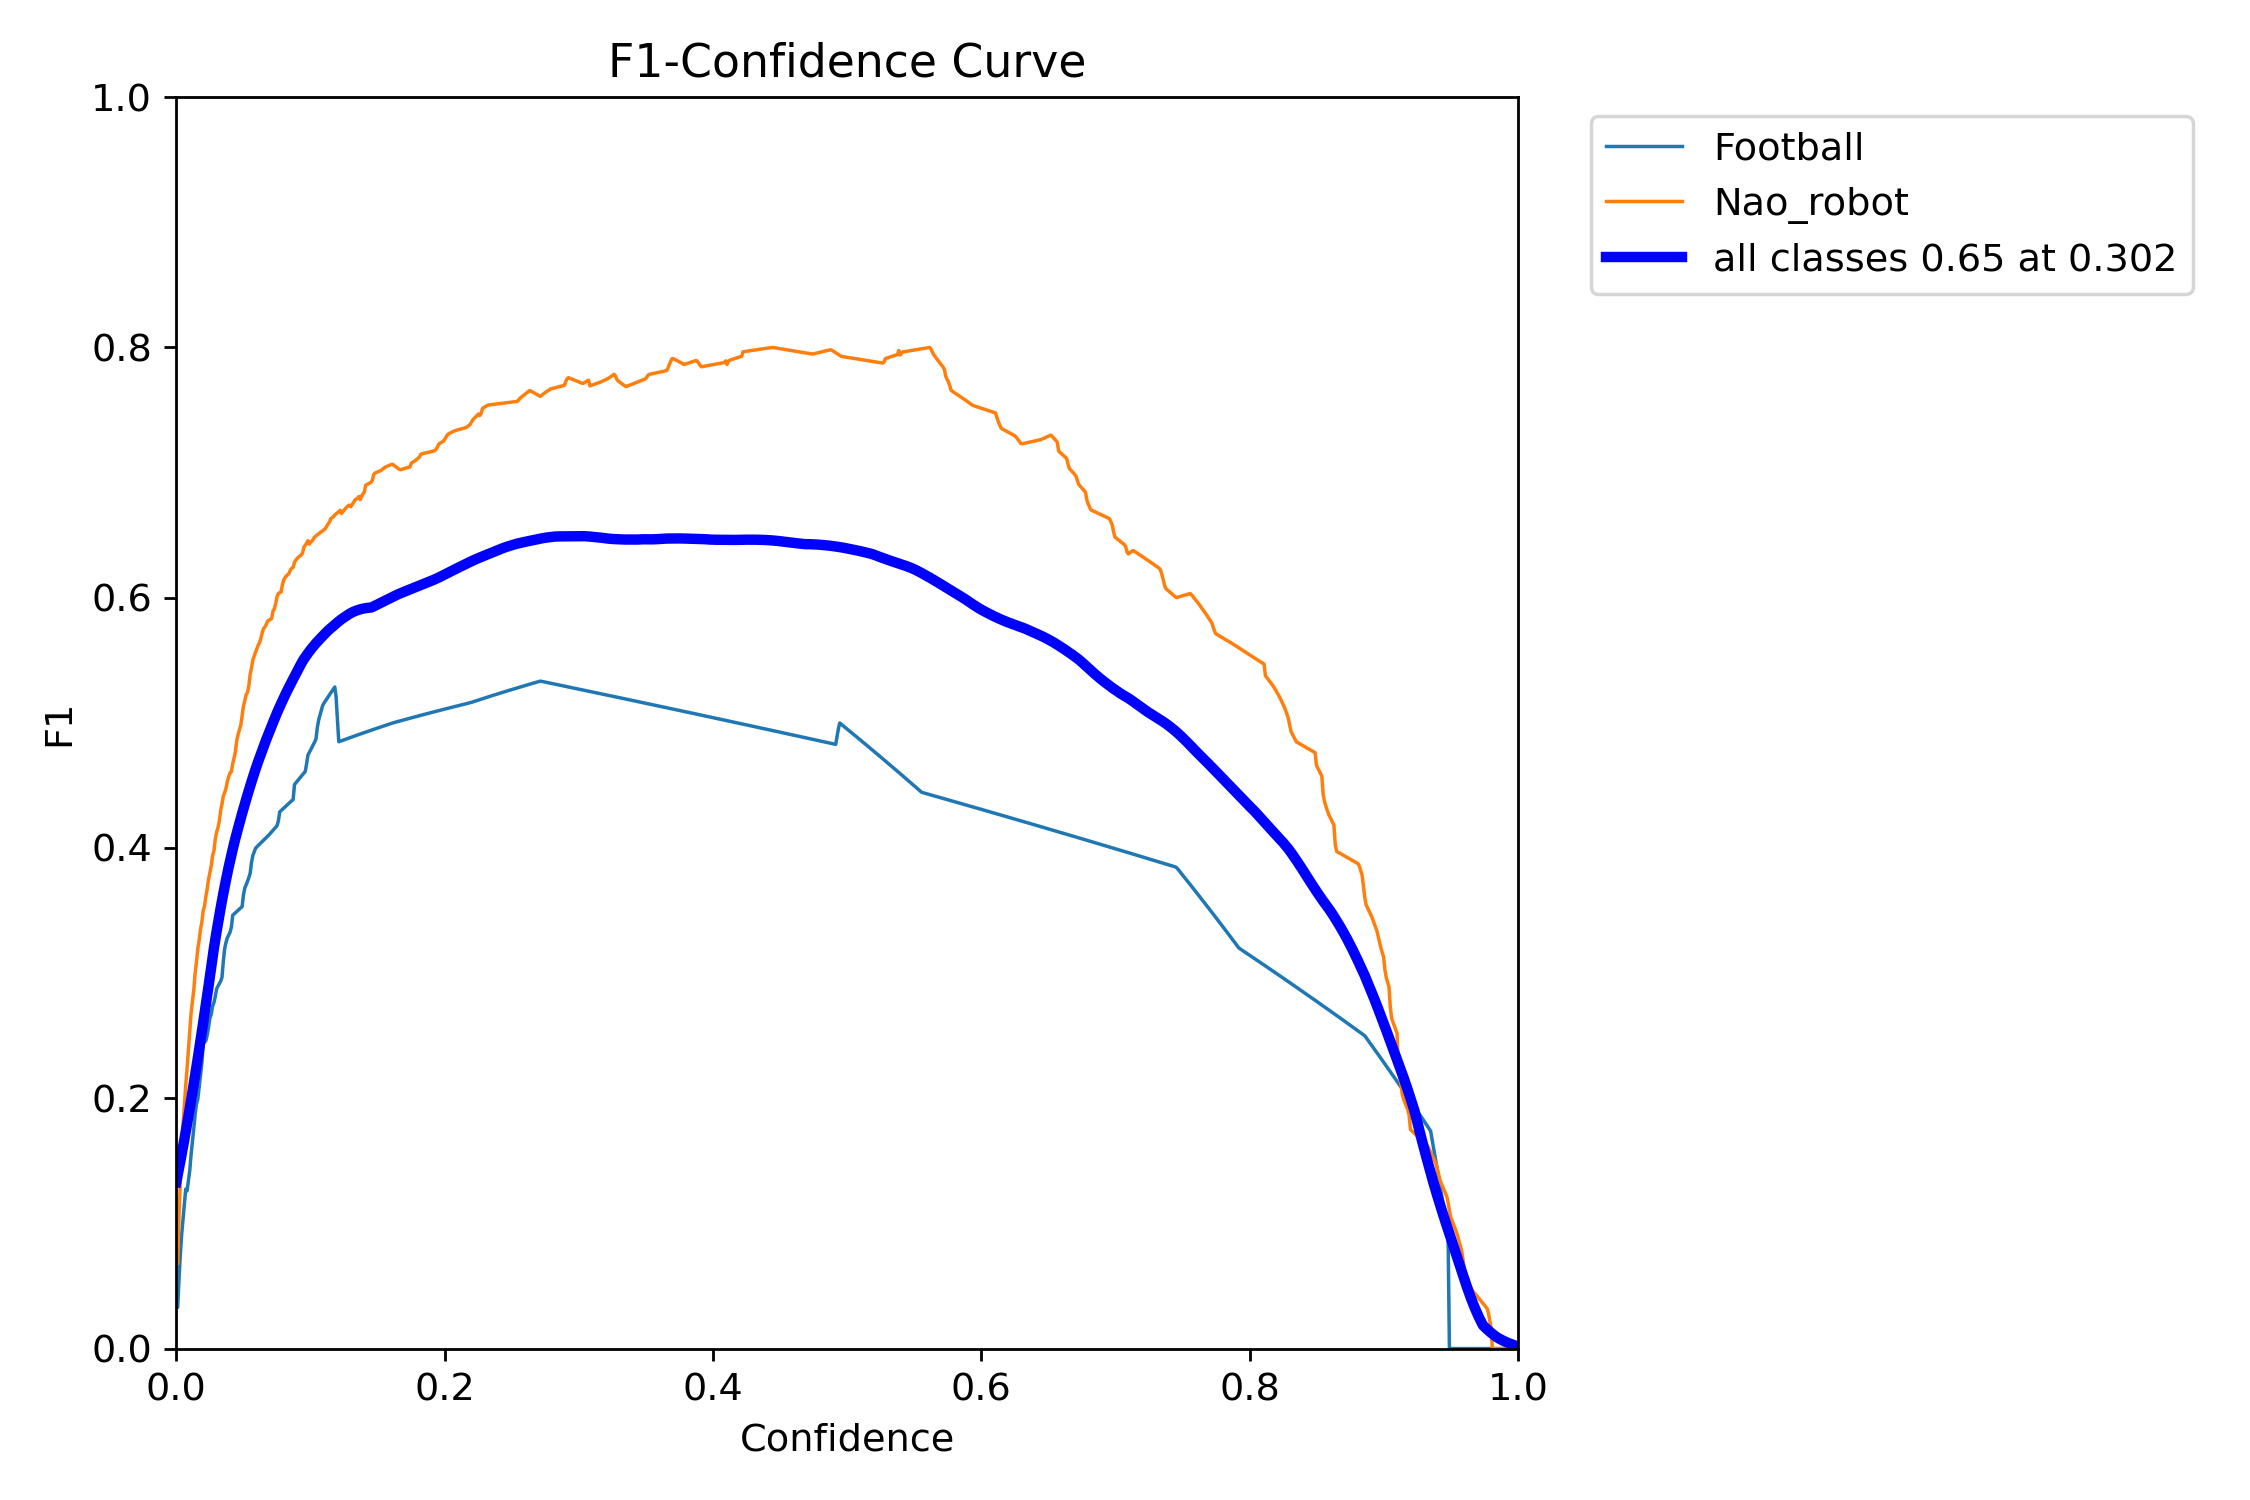 F1-Confidence Curve
1.0
0.8
0.6
0.4
0.2
0.0
F1
0.0 0.2 0.4 0.6 0.8 1.0
Confidence
Football
Nao_robot
all classes 0.65 at 0.302